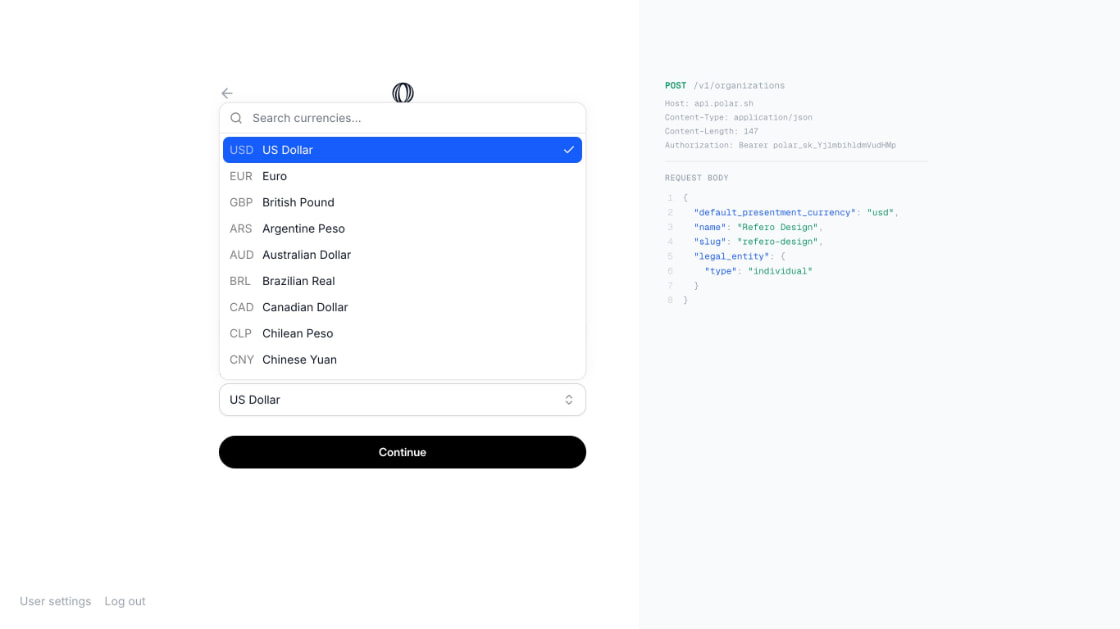 Search currencies...
USD US Dollar
EUR Euro
GBP British Pound
ARS Argentine Peso
AUD Australian Dollar
BRL Brazilian Real
CAD Canadian Dollar
CLP Chilean Peso
CNY Chinese Yuan
US Dollar
Continue
User settings Log out
POST /v1/organizations
Host: api.polar.sh
Content-Type: application/json
Content-Length: 147
Authorization: Bearer
REQUEST BODY
1 {
2 "default_presentment_currency": "usd",
3 "name": "Refero Design",
4 "slug": "refero-design",
5 "legal_entity": {
6 "type": "individual"
7 }
8 }